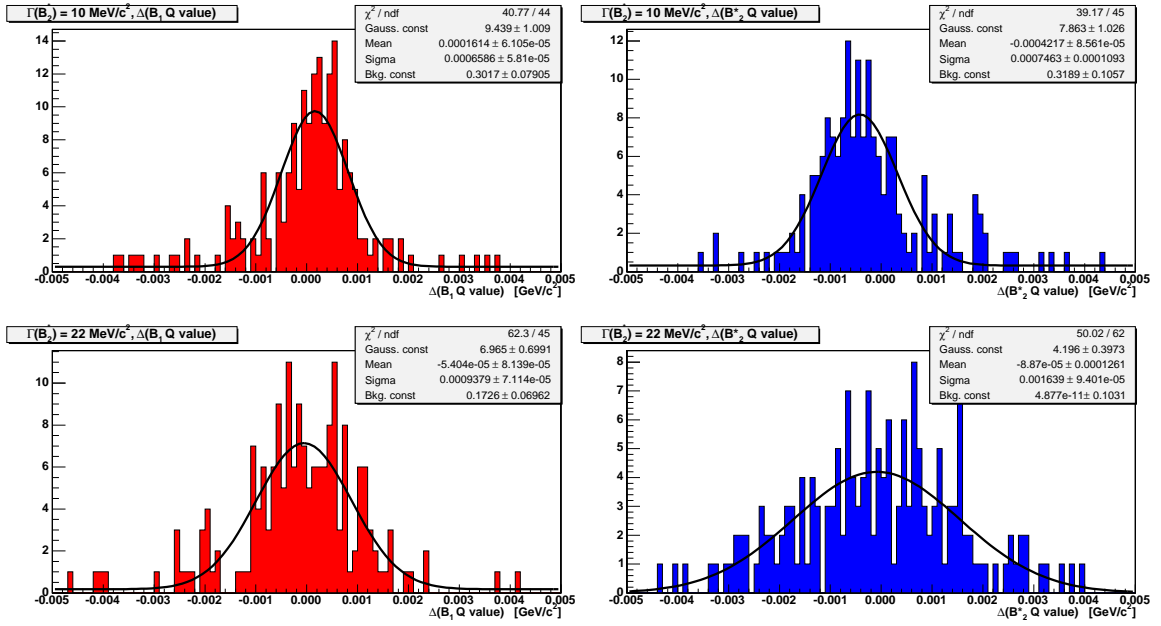 Γ(B₂*) = 10 MeV/c², Δ(B₁ Q value)
χ² / ndf 40.77 / 44
Gauss. const 9.439 ± 1.009
Mean 0.0001614 ± 6.105e-05
Sigma 0.0006586 ± 5.81e-05
Bkg. const 0.3017 ± 0.07905
14
12
10
8
6
4
2
0
-0.005 -0.004 -0.003 -0.002 -0.001 0.000 0.001 0.002 0.003 0.004 0.005
Δ(B₁ Q value) [GeV/c²]
Γ(B₂*) = 10 MeV/c², Δ(B*₂ Q value)
χ² / ndf 39.17 / 45
Gauss. const 7.863 ± 1.026
Mean -0.0004217 ± 8.561e-05
Sigma 0.0007463 ± 0.0001093
Bkg. const 0.3189 ± 0.1057
12
10
8
6
4
2
0
-0.005 -0.004 -0.003 -0.002 -0.001 0.000 0.001 0.002 0.003 0.004 0.005
Δ(B*₂ Q value) [GeV/c²]
Γ(B₂*) = 22 MeV/c², Δ(B₁ Q value)
χ² / ndf 62.3 / 45
Gauss. const 6.965 ± 0.6991
Mean -5.404e-05 ± 8.139e-05
Sigma 0.0009379 ± 7.114e-05
Bkg. const 0.1726 ± 0.06962
10
8
6
4
2
0
-0.005 -0.004 -0.003 -0.002 -0.001 0.000 0.001 0.002 0.003 0.004 0.005
Δ(B₁ Q value) [GeV/c²]
Γ(B₂*) = 22 MeV/c², Δ(B*₂ Q value)
χ² / ndf 50.02 / 62
Gauss. const 4.196 ± 0.3973
Mean -8.87e-05 ± 0.0001261
Sigma 0.001639 ± 9.401e-05
Bkg. const 4.877e-11 ± 0.1031
8
7
6
5
4
3
2
1
0
-0.005 -0.004 -0.003 -0.002 -0.001 0.000 0.001 0.002 0.003 0.004 0.005
Δ(B*₂ Q value) [GeV/c²]